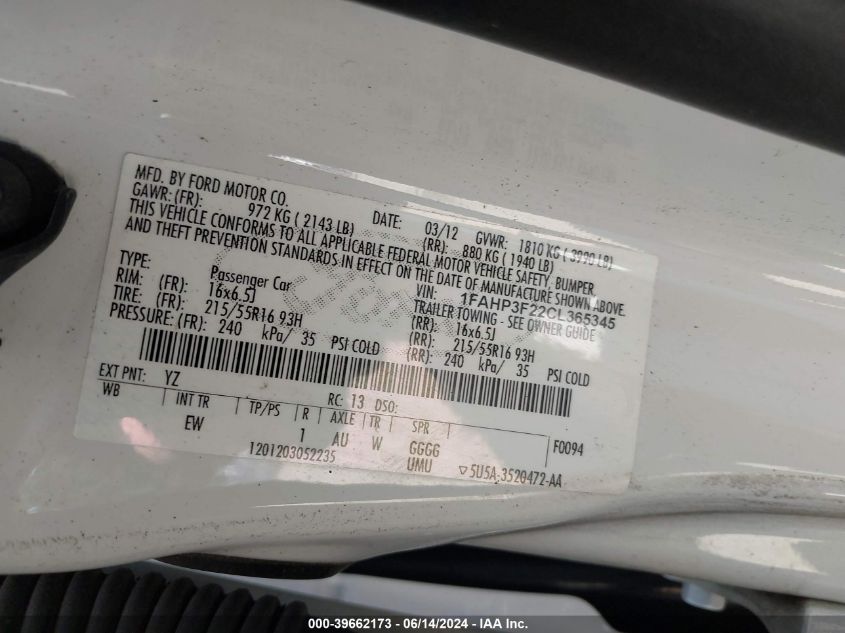 MFD. BY FORD MOTOR CO.
DATE: 03/12 GVWR: 1810 KG ( 3990 LB)
GAWR: (FR): 972 KG ( 2143 LB) (RR): 880 KG ( 1940 LB)
THIS VEHICLE CONFORMS TO ALL APPLICABLE FEDERAL MOTOR VEHICLE SAFETY, BUMPER
AND THEFT PREVENTION STANDARDS IN EFFECT ON THE DATE OF MANUFACTURE SHOWN ABOVE.
VIN: 1FAHP3F22CL365345
TYPE: Passenger Car TRAILER TOWING - SEE OWNER GUIDE
RIM: (FR): 16x6.5J (RR): 16x6.5J
TIRE: (FR): 215/55R16 93H (RR): 215/55R16 93H
PRESSURE: (FR): 240 kPa/ 35 PSI COLD (RR): 240 kPa/ 35 PSI COLD
EXT PNT: YZ RC: 13 DSO:
WB INT TR TP/PS R AXLE TR SPR F0094
EW 1 AU W GGGG
1201203052235 UMU ▽5U5A-3520472-AA
000-39662173 - 06/14/2024 - IAA Inc.